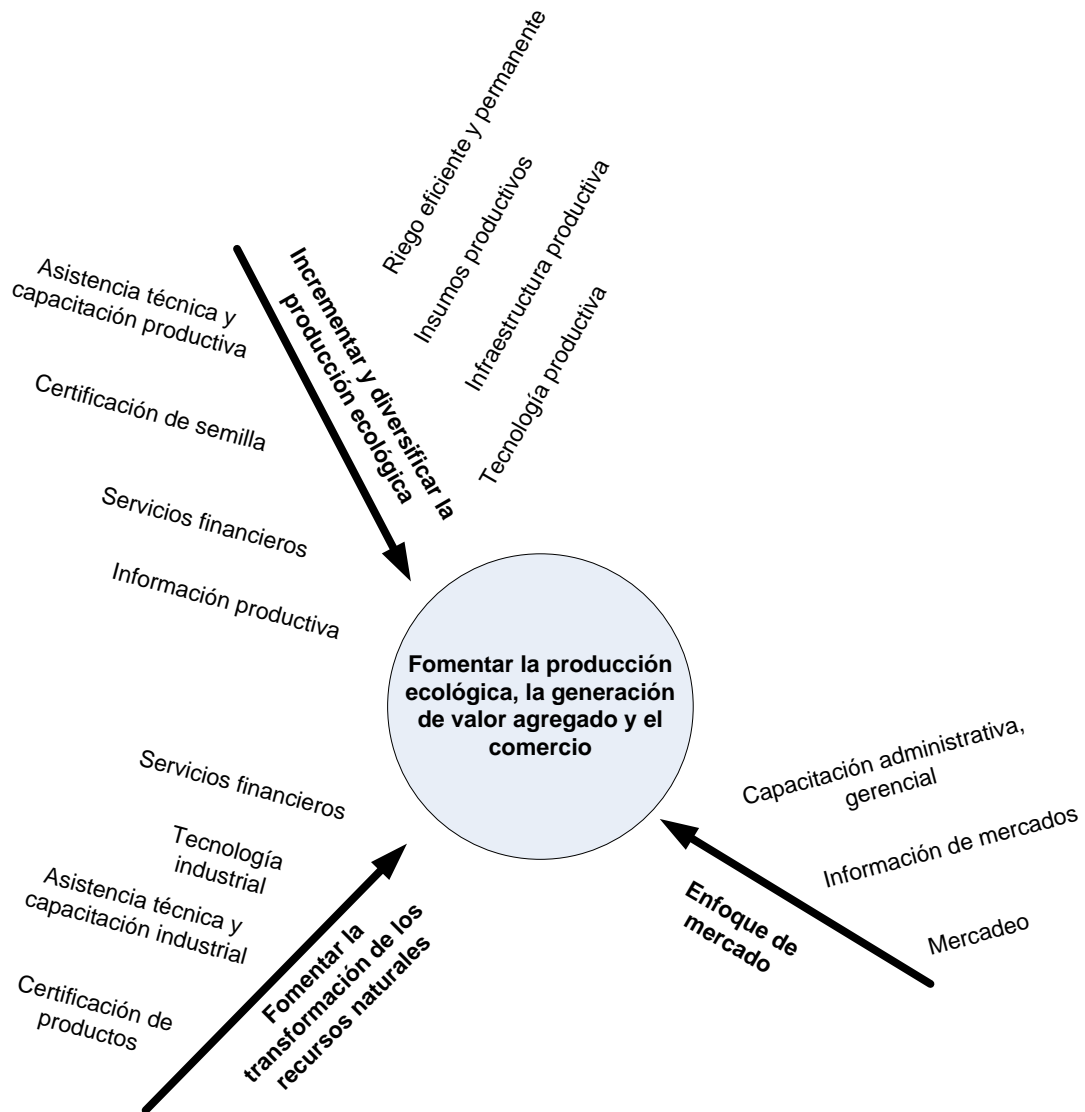 Riego eficiente y permanente
Insumos productivos
Infraestructura productiva
Tecnología productiva
Incrementar y diversificar la
producción ecológica
Asistencia técnica y
capacitación productiva
Certificación de semilla
Servicios financieros
Información productiva
Fomentar la producción
ecológica, la generación
de valor agregado y el
comercio
Servicios financieros
Tecnología
industrial
Asistencia técnica y
capacitación industrial
Certificación de
productos
Fomentar la
transformación de los
recursos naturales
Capacitación administrativa,
gerencial
Información de mercados
Mercadeo
Enfoque de
mercado